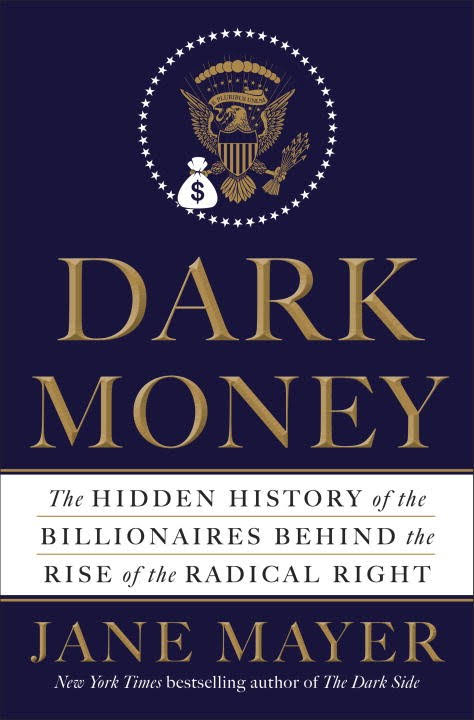 E PLURIBUS UNUM
$
DARK
MONEY
The HIDDEN HISTORY of the
BILLIONAIRES BEHIND the
RISE of the RADICAL RIGHT
JANE MAYER
New York Times bestselling author of The Dark Side